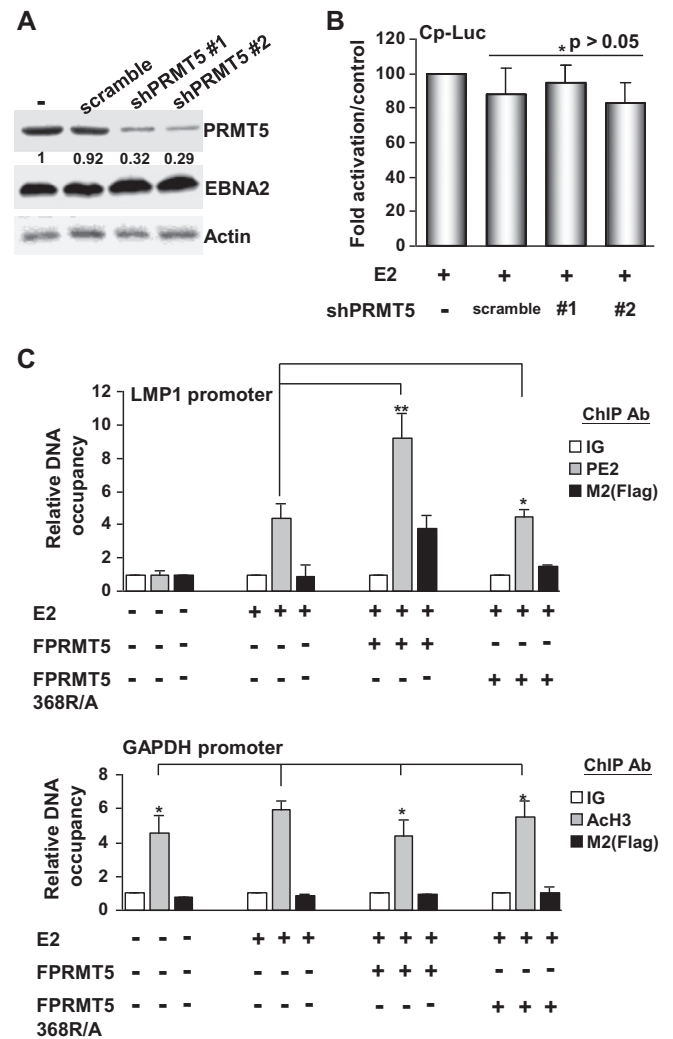 A
- scramble shPRMT5 #1 shPRMT5 #2
PRMT5
1 0.92 0.32 0.29
EBNA2
Actin
B
Cp-Luc
* p > 0.05
Fold activation/control
120
100
80
60
40
20
0
E2 + + + +
shPRMT5 - scramble #1 #2
C
LMP1 promoter
Relative DNA
occupancy
12
10
8
6
4
2
0
**
*
ChIP Ab
IG
PE2
M2(Flag)
E2 - - - + + + + + + + + +
FPRMT5 - - - - - - + + + - - -
FPRMT5 - - - - - - - - - + + +
368R/A
GAPDH promoter
Relative DNA
occupancy
8
6
4
2
0
* * *
ChIP Ab
IG
AcH3
M2(Flag)
E2 - - - + + + + + + + + +
FPRMT5 - - - - - - + + + - - -
FPRMT5 - - - - - - - - - + + +
368R/A